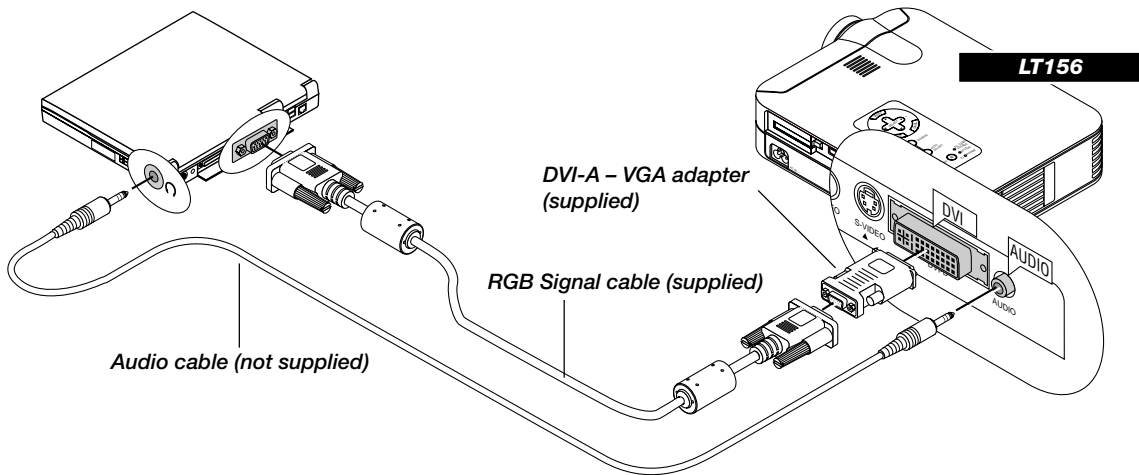 LT156
DVI-A – VGA adapter
(supplied)
DVI
S-VIDEO
AUDIO
AUDIO
RGB Signal cable (supplied)
Audio cable (not supplied)